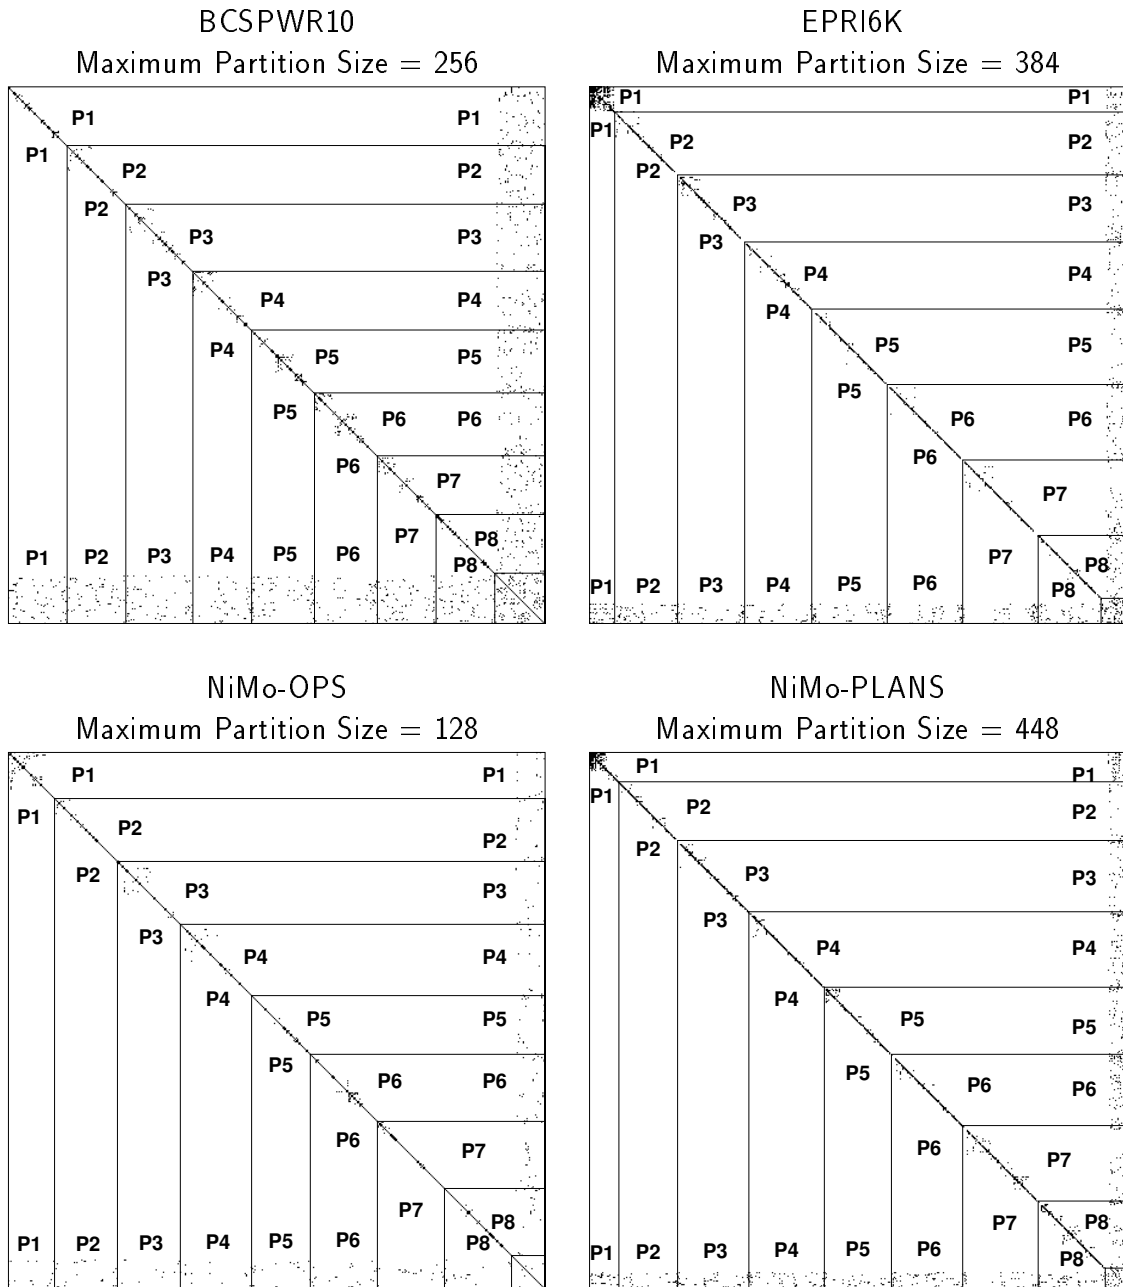 BCSPWR10
Maximum Partition Size = 256
P1 P1
P1
P2 P2
P2
P3 P3
P3
P4 P4
P4
P5 P5
P5
P6 P6
P6
P7
P7
P8
P1 P2 P3 P4 P5 P6
P8
EPRI6K
Maximum Partition Size = 384
P1 P1
P1
P2 P2
P2
P3 P3
P3
P4 P4
P4
P5 P5
P5
P6 P6
P6
P7
P7
P8
P1 P2 P3 P4 P5 P6
P8
NiMo-OPS
Maximum Partition Size = 128
P1 P1
P1
P2 P2
P2
P3 P3
P3
P4 P4
P4
P5 P5
P5
P6 P6
P6
P7
P7
P8
P1 P2 P3 P4 P5 P6 P8
NiMo-PLANS
Maximum Partition Size = 448
P1 P1
P1
P2 P2
P2
P3 P3
P3
P4 P4
P4
P5 P5
P5
P6 P6
P6
P7
P7
P8
P1 P2 P3 P4 P5 P6
P8